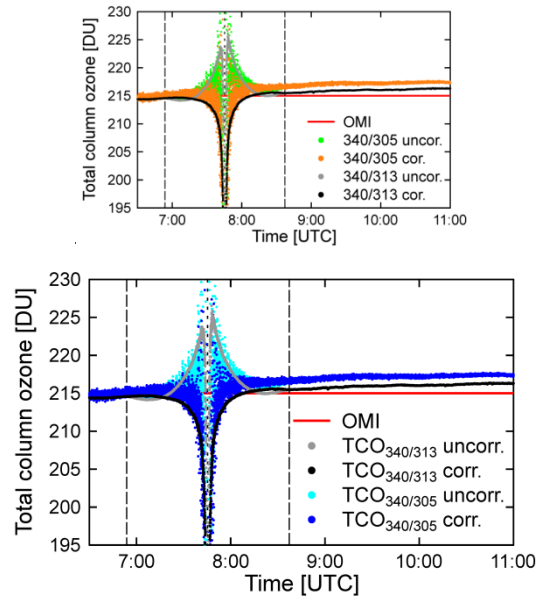 230
225
220
215
210
205
200
195
Total column ozone [DU]
OMI
340/305 uncor.
340/305 cor.
340/313 uncor.
340/313 cor.
7:00 8:00 9:00 10:00 11:00
Time [UTC]
230
225
220
215
210
205
200
195
Total column ozone [DU]
OMI
TCO340/313 uncorr.
TCO340/313 corr.
TCO340/305 uncorr.
TCO340/305 corr.
7:00 8:00 9:00 10:00 11:00
Time [UTC]